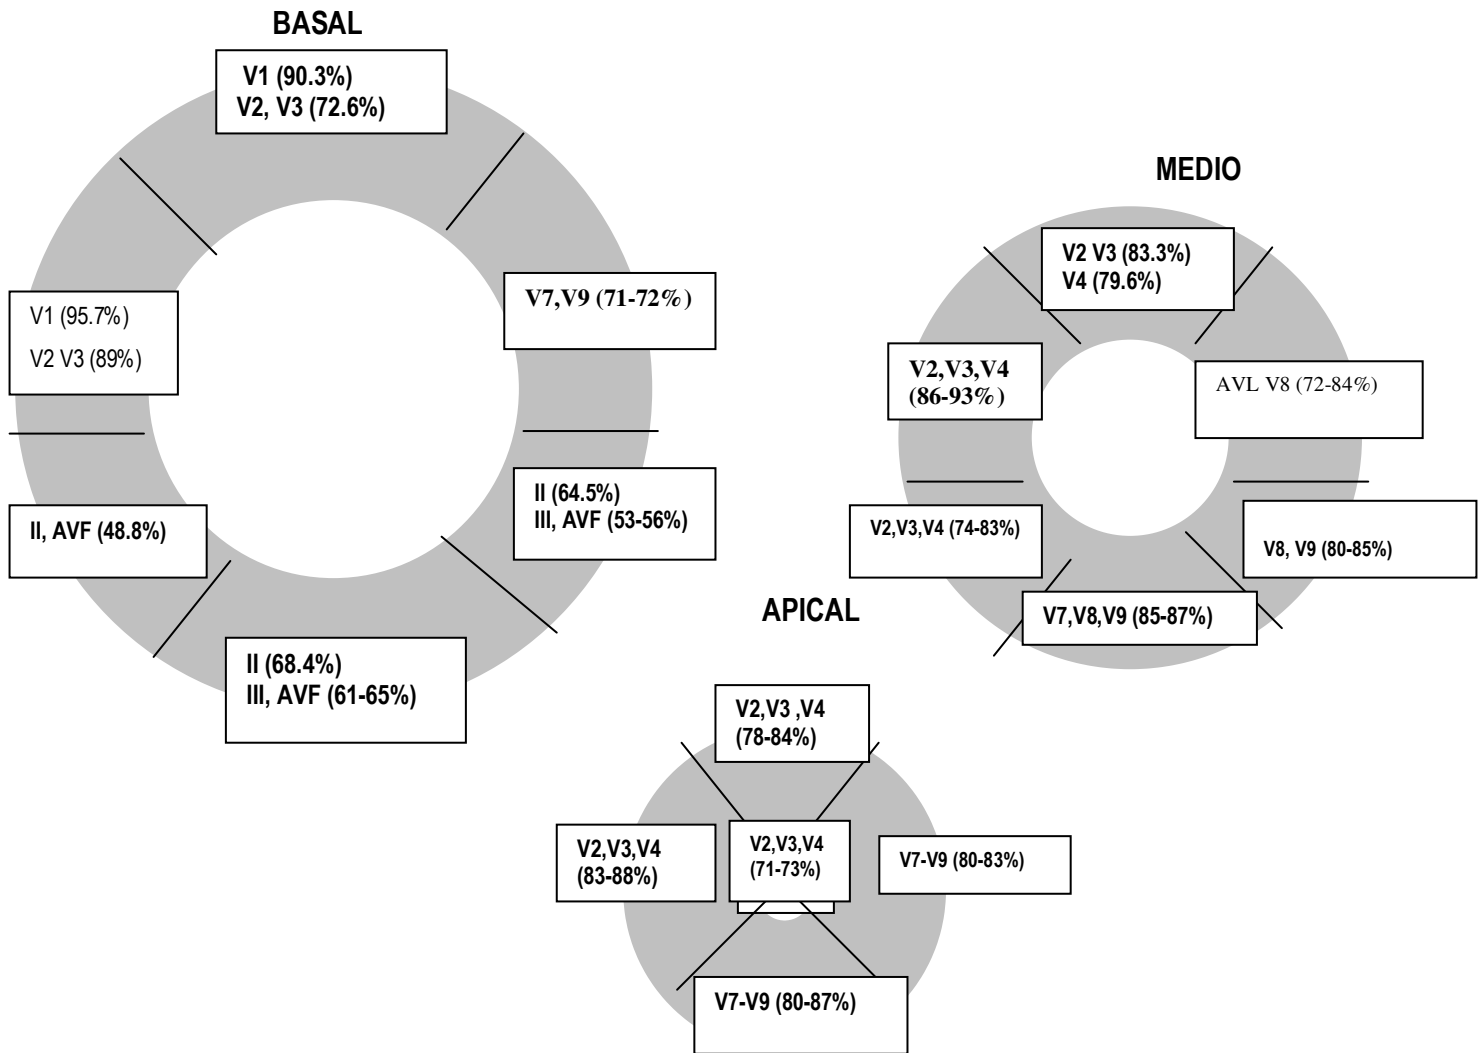 BASAL
V1 (90.3%)
V2, V3 (72.6%)
V7,V9 (71-72%)
V1 (95.7%)
V2 V3 (89%)
II (64.5%)
III, AVF (53-56%)
II, AVF (48.8%)
II (68.4%)
III, AVF (61-65%)
MEDIO
V2 V3 (83.3%)
V4 (79.6%)
V2,V3,V4
(86-93%)
AVL V8 (72-84%)
V2,V3,V4 (74-83%)
V8, V9 (80-85%)
V7,V8,V9 (85-87%)
APICAL
V2,V3 ,V4
(78-84%)
V2,V3,V4
(83-88%)
V2,V3,V4
(71-73%)
V7-V9 (80-83%)
V7-V9 (80-87%)